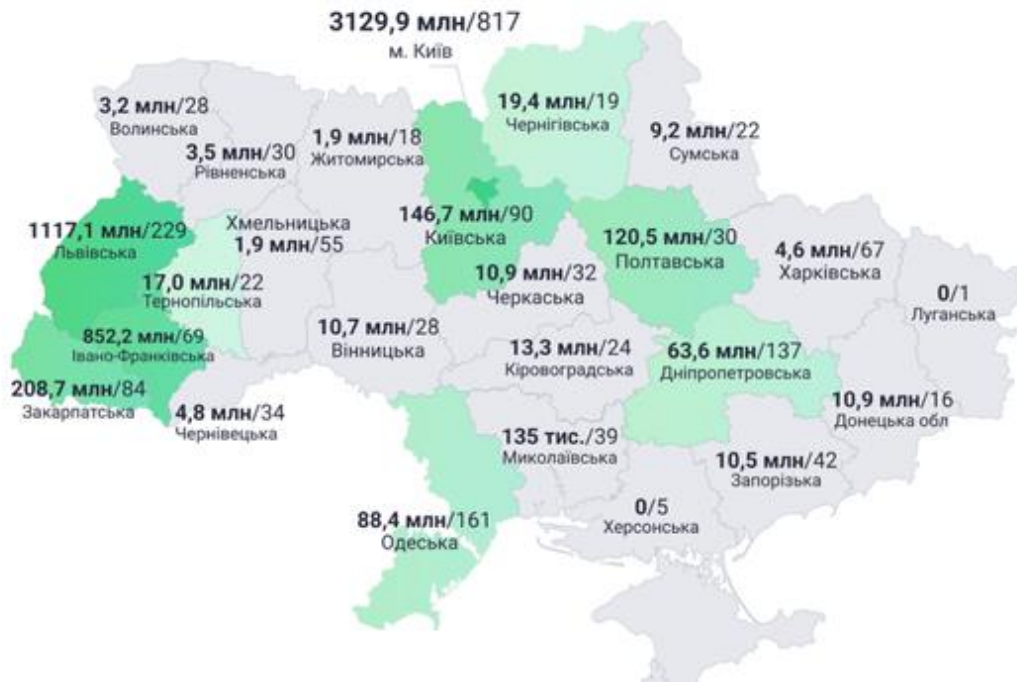 3129,9 млн/817
м. Київ
3,2 млн/28
Волинська
3,5 млн/30
Рівненська
1,9 млн/18
Житомирська
19,4 млн/19
Чернігівська
9,2 млн/22
Сумська
1117,1 млн/229
Львівська
Хмельницька
1,9 млн/55
17,0 млн/22
Тернопільська
146,7 млн/90
Київська
10,9 млн/32
Черкаська
120,5 млн/30
Полтавська
4,6 млн/67
Харківська
0/1
Луганська
852,2 млн/69
Івано-Франківська
208,7 млн/84
Закарпатська
4,8 млн/34
Чернівецька
10,7 млн/28
Вінницька
13,3 млн/24
Кіровоградська
63,6 млн/137
Дніпропетровська
10,9 млн/16
Донецька обл
135 тис./39
Миколаївська
10,5 млн/42
Запорізька
0/5
Херсонська
88,4 млн/161
Одеська